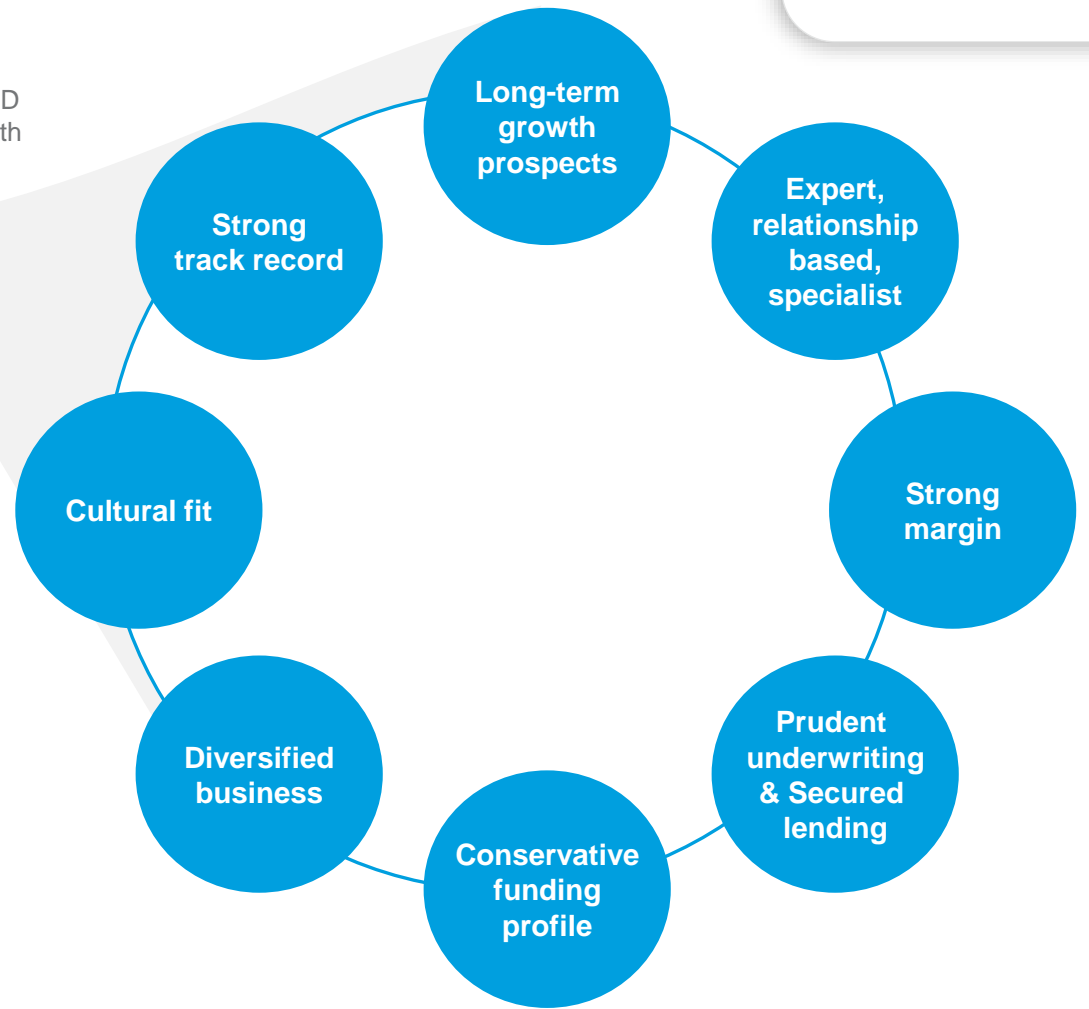 D
th
Long-term
growth
prospects
Expert,
relationship
based,
specialist
Strong
margin
Prudent
underwriting
& Secured
lending
Conservative
funding
profile
Diversified
business
Cultural fit
Strong
track record